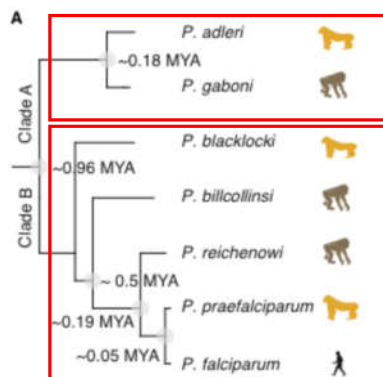 A
P. adleri
~0.18 MYA
P. gaboni
Clade A
P. blacklocki
~0.96 MYA
Clade B
P. billcollinsi
P. reichenowi
~ 0.5 MYA
P. praefalciparum
~0.19 MYA
~0.05 MYA
P. falciparum